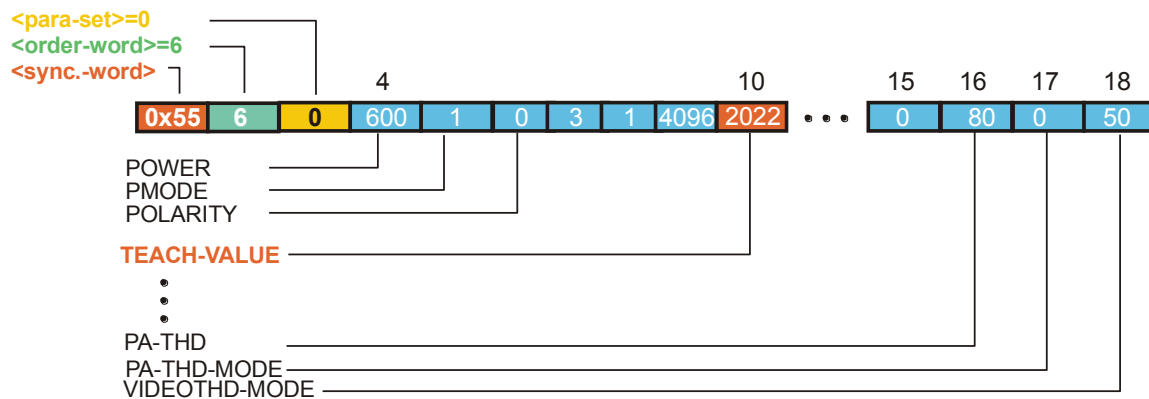 <para-set>=0
<order-word>=6
<sync.-word>
4 10 15 16 17 18
0x55 6 0 600 1 0 3 1 4096 2022 0 80 0 50
POWER
PMODE
POLARITY
TEACH-VALUE
PA-THD
PA-THD-MODE
VIDEOTHD-MODE